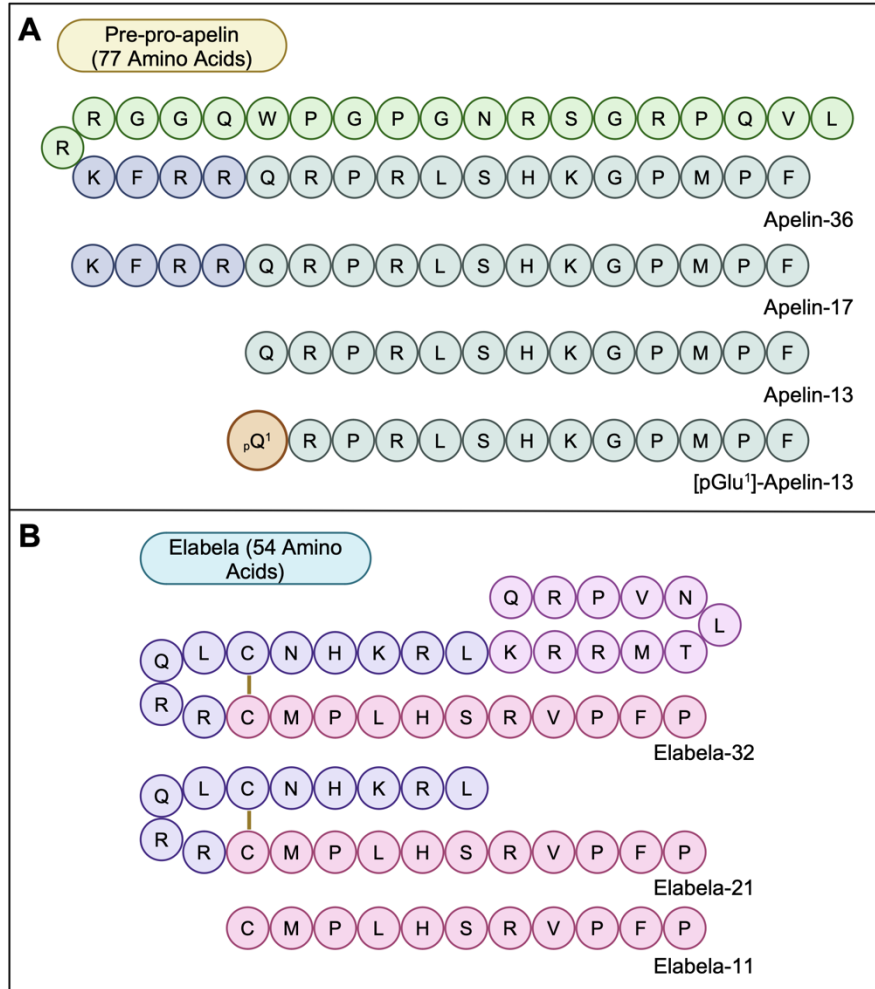 A
Pre-pro-apelin
(77 Amino Acids)
R G G Q W P G P G N R S G R P Q V L
R
K F R R Q R P R L S H K G P M P F
Apelin-36
K F R R Q R P R L S H K G P M P F
Apelin-17
Q R P R L S H K G P M P F
Apelin-13
pQ¹ R P R L S H K G P M P F
[pGlu¹]-Apelin-13
B
Elabela (54 Amino
Acids)
Q R P V N
L
Q L C N H K R L K R R M T
R R C M P L H S R V P F P
Elabela-32
Q L C N H K R L
R R C M P L H S R V P F P
Elabela-21
C M P L H S R V P F P
Elabela-11